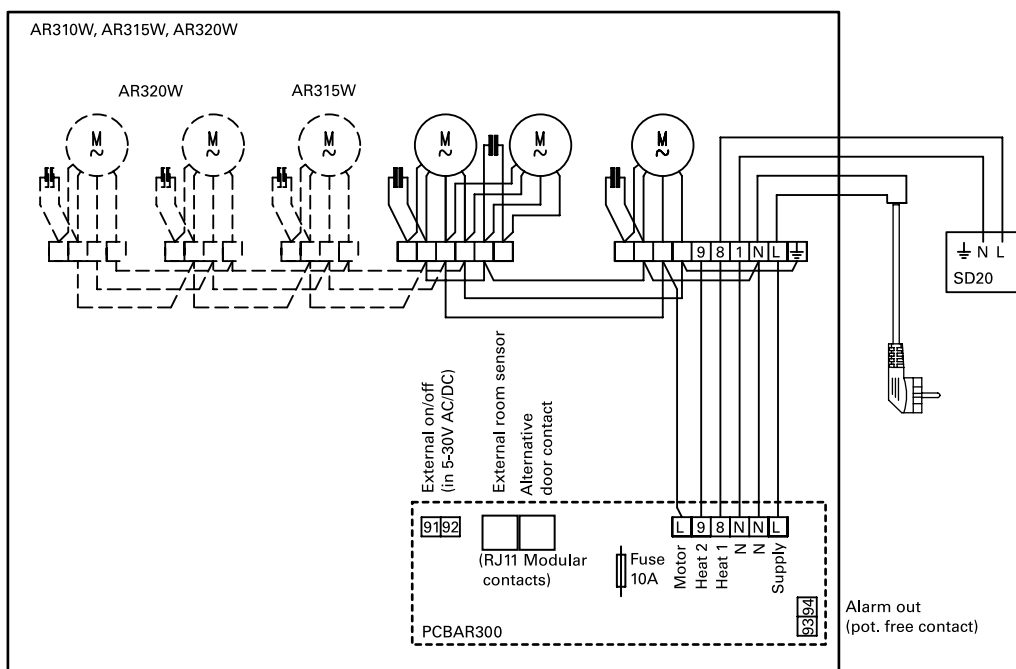 AR310W, AR315W, AR320W
AR320W
AR315W
M
~
M
~
M
~
M
~
M
~
M
~
9 8 1 N L
N L
SD20
External on/off
(in 5-30V AC/DC)
External room sensor
Alternative
door contact
91 92
(RJ11 Modular
contacts)
Fuse
10A
L 9 8 N N L
Motor
Heat 2
Heat 1
N
N
Supply
93 94
PCBAR300
Alarm out
(pot. free contact)